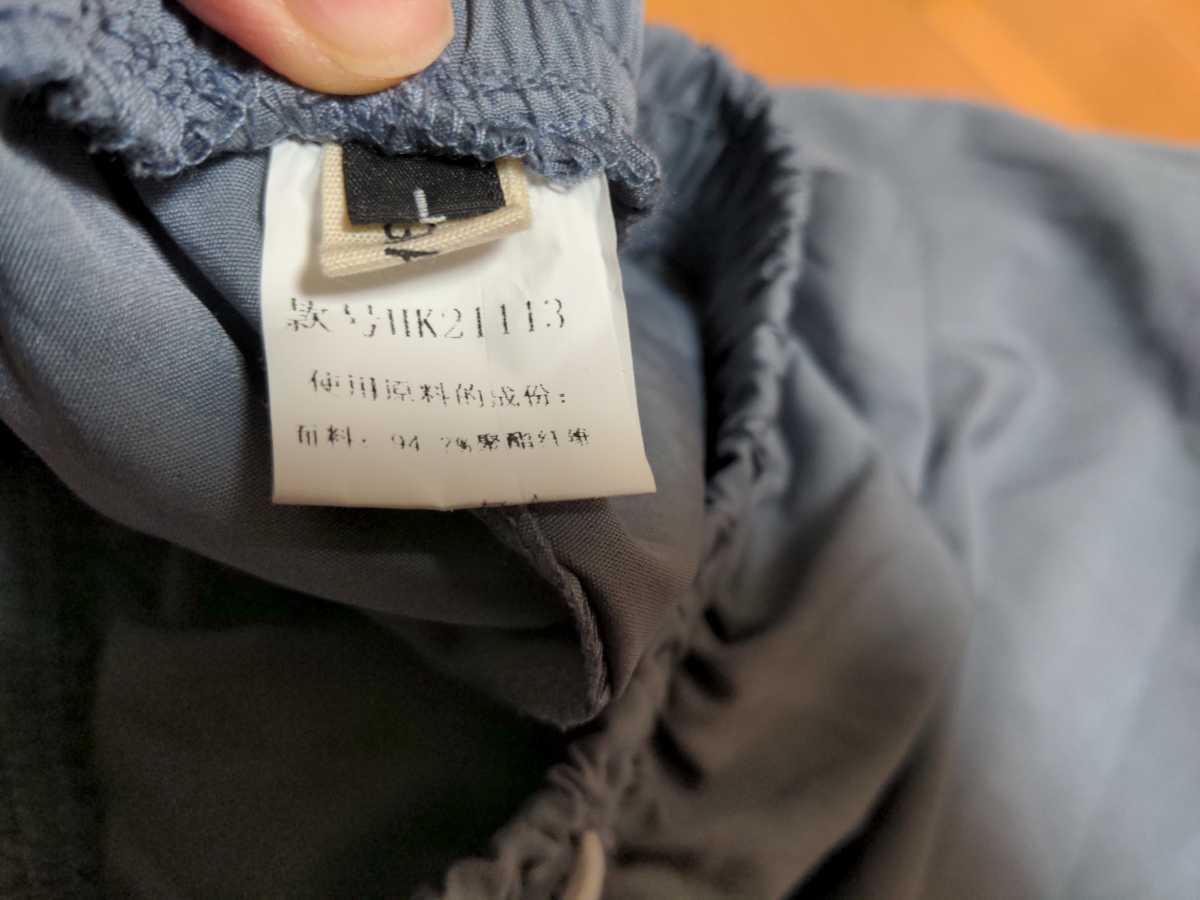 L
款号HK21113
使用原料的成份:
面料: 94.2%聚酯纤维